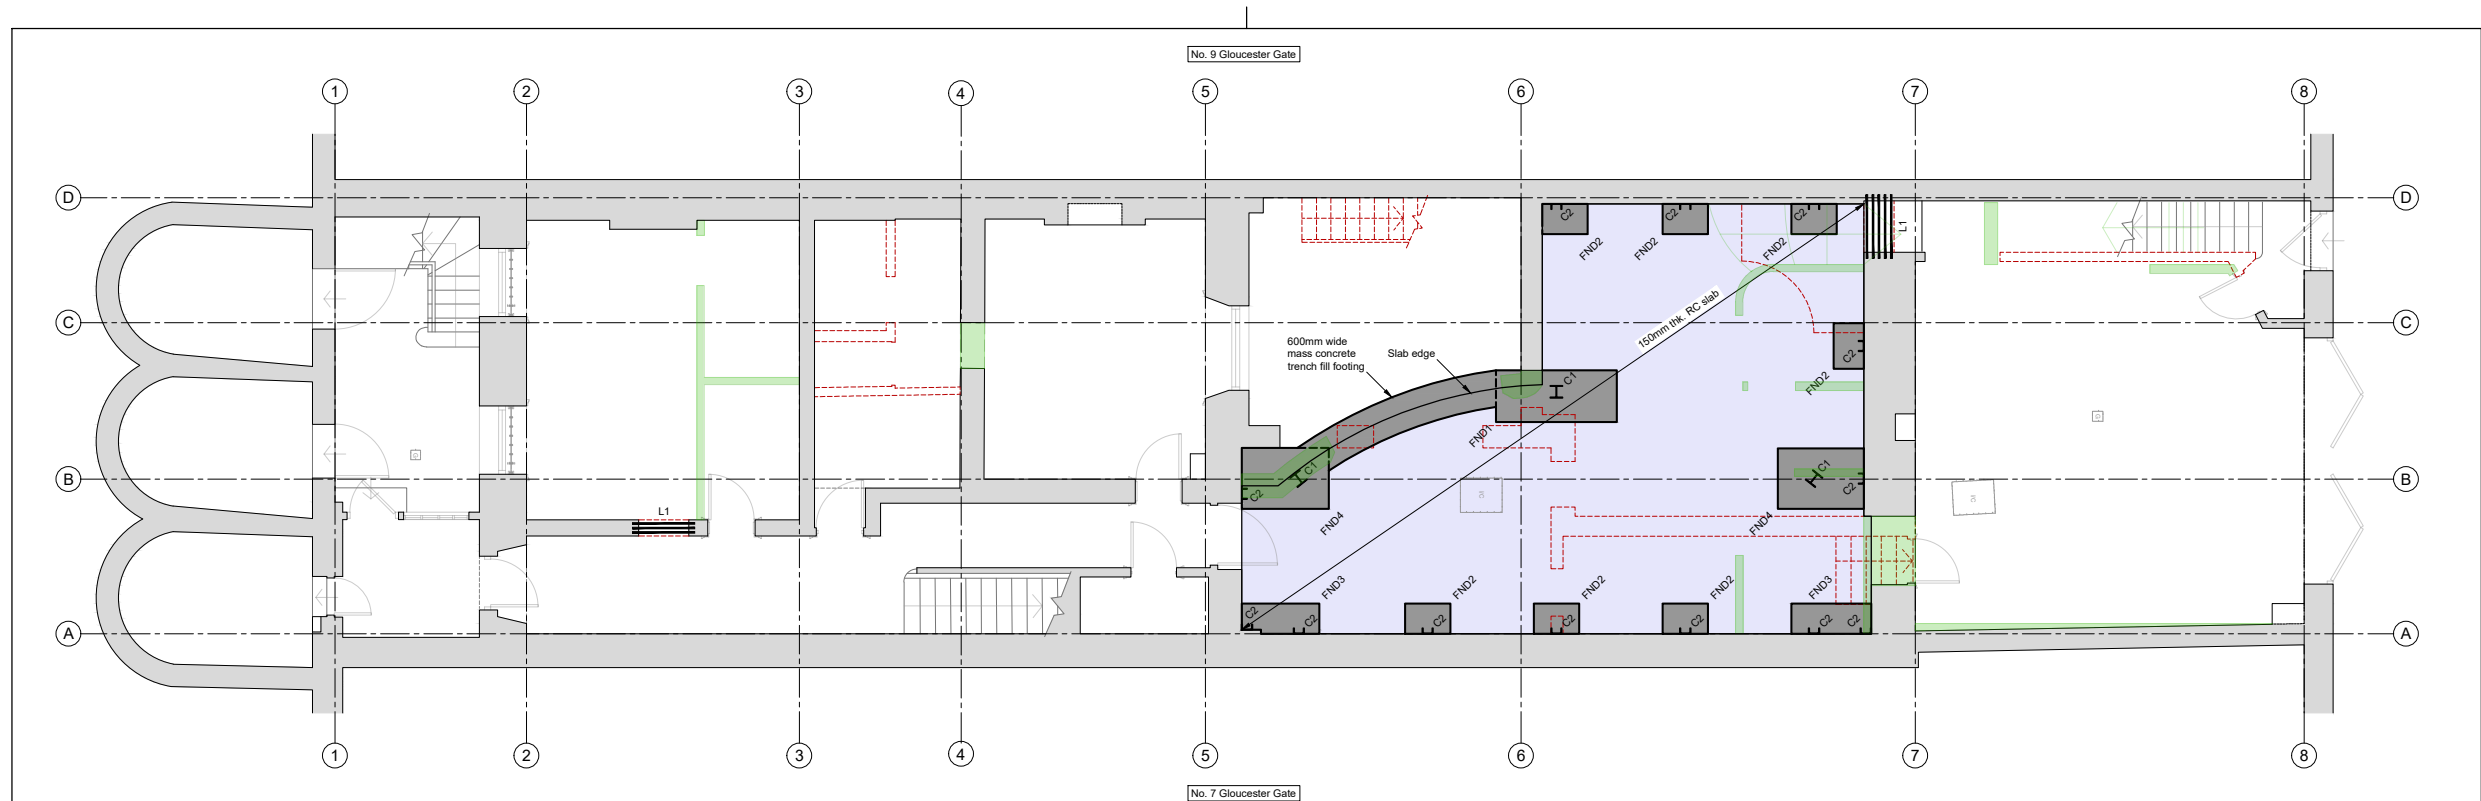 No. 9 Gloucester Gate
1 2 3 4 5 6 7 8
D D
C2 C2 C2 L1
FND2 FND2 FND2
150mm thk. RC slab
C C
600mm wide
mass concrete
trench fill footing
Slab edge
C2
FND2
C1
FND1
B B
C1 C2 C1 C2
FND4 FND4
L1
FND3 FND2 FND2 FND2 FND3
C2 C2 C2 C2 C2 C2 C2
A A
1 2 3 4 5 6 7 8
No. 7 Gloucester Gate